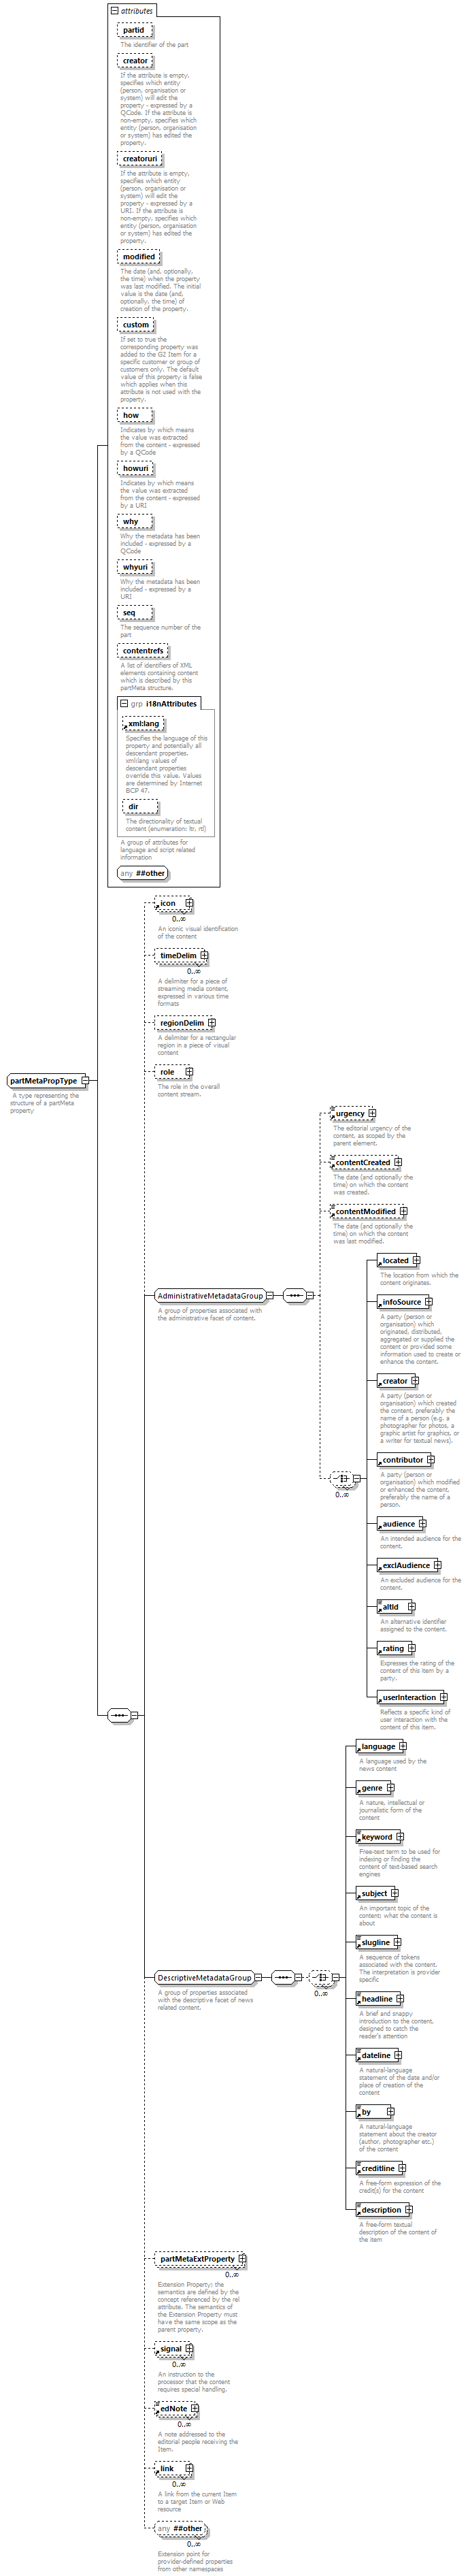 attributes
partid
The identifier of the part
creator
If the attribute is empty,
specifies which entity
(person, organisation or
system) will edit the
property - expressed by a
QCode. If the attribute is
non-empty, specifies which
entity (person, organisation
or system) has edited the
property.
creatoruri
If the attribute is empty,
specifies which entity
(person, organisation or
system) will edit the
property - expressed by a
URI. If the attribute is
non-empty, specifies which
entity (person, organisation
or system) has edited the
property.
modified
The date (and, optionally,
the time) when the property
was last modified. The initial
value is the date (and,
optionally, the time) of
creation of the property.
custom
If set to true the
corresponding property was
added to the G2 Item for a
specific customer or group of
customers only. The default
value of this property is false
which applies when this
attribute is not used with the
property.
how
Indicates by which means
the value was extracted
from the content - expressed
by a QCode
howuri
Indicates by which means
the value was extracted
from the content - expressed
by a URI
why
Why the metadata has been
included - expressed by a
QCode
whyuri
Why the metadata has been
included - expressed by a
URI
seq
The sequence number of the
part
contentrefs
A list of identifiers of XML
elements containing content
which is described by this
partMeta structure.
grp i18nAttributes
xml:lang
Specifies the language of this
property and potentially all
descendant properties.
xml:lang values of
descendant properties
override this value. Values
are determined by Internet
BCP 47.
dir
The directionality of textual
content (enumeration: ltr, rtl)
A group of attributes for
language and script related
information
any ##other
icon
0..∞
An iconic visual identification
of the content
timeDelim
0..∞
A delimiter for a piece of
streaming media content,
expressed in various time
formats
regionDelim
A delimiter for a rectangular
region in a piece of visual
content
role
The role in the overall
content stream.
partMetaPropType
A type representing the
structure of a partMeta
property
urgency
The editorial urgency of the
content, as scoped by the
parent element.
contentCreated
The date (and optionally the
time) on which the content
was created.
contentModified
The date (and optionally the
time) on which the content
was last modified.
AdministrativeMetadataGroup
A group of properties associated with
the administrative facet of content.
0..∞
located
The location from which the
content originates.
infoSource
A party (person or
organisation) which
originated, distributed,
aggregated or supplied the
content or provided some
information used to create or
enhance the content.
creator
A party (person or
organisation) which created
the content, preferably the
name of a person (e.g. a
photographer for photos, a
graphic artist for graphics, or
a writer for textual news).
contributor
A party (person or
organisation) which modified
or enhanced the content,
preferably the name of a
person.
audience
An intended audience for the
content.
exclAudience
An excluded audience for the
content.
altId
An alternative identifier
assigned to the content.
rating
Expresses the rating of the
content of this item by a
party.
userInteraction
Reflects a specific kind of
user interaction with the
content of this item.
language
A language used by the
news content
genre
A nature, intellectual or
journalistic form of the
content
keyword
Free-text term to be used for
indexing or finding the
content of text-based search
engines
subject
An important topic of the
content; what the content is
about
slugline
A sequence of tokens
associated with the content.
The interpretation is provider
specific
DescriptiveMetadataGroup
A group of properties associated
with the descriptive facet of news
related content.
0..∞
headline
A brief and snappy
introduction to the content,
designed to catch the
reader's attention
dateline
A natural-language
statement of the date and/or
place of creation of the
content
by
A natural-language
statement about the creator
(author, photographer etc.)
of the content
creditline
A free-form expression of the
credit(s) for the content
description
A free-form textual
description of the content of
the item
partMetaExtProperty
0..∞
Extension Property; the
semantics are defined by the
concept referenced by the rel
attribute. The semantics of
the Extension Property must
have the same scope as the
parent property.
signal
0..∞
An instruction to the
processor that the content
requires special handling.
edNote
0..∞
A note addressed to the
editorial people receiving the
Item.
link
0..∞
A link from the current Item
to a target Item or Web
resource
any ##other
0..∞
Extension point for
provider-defined properties
from other namespaces